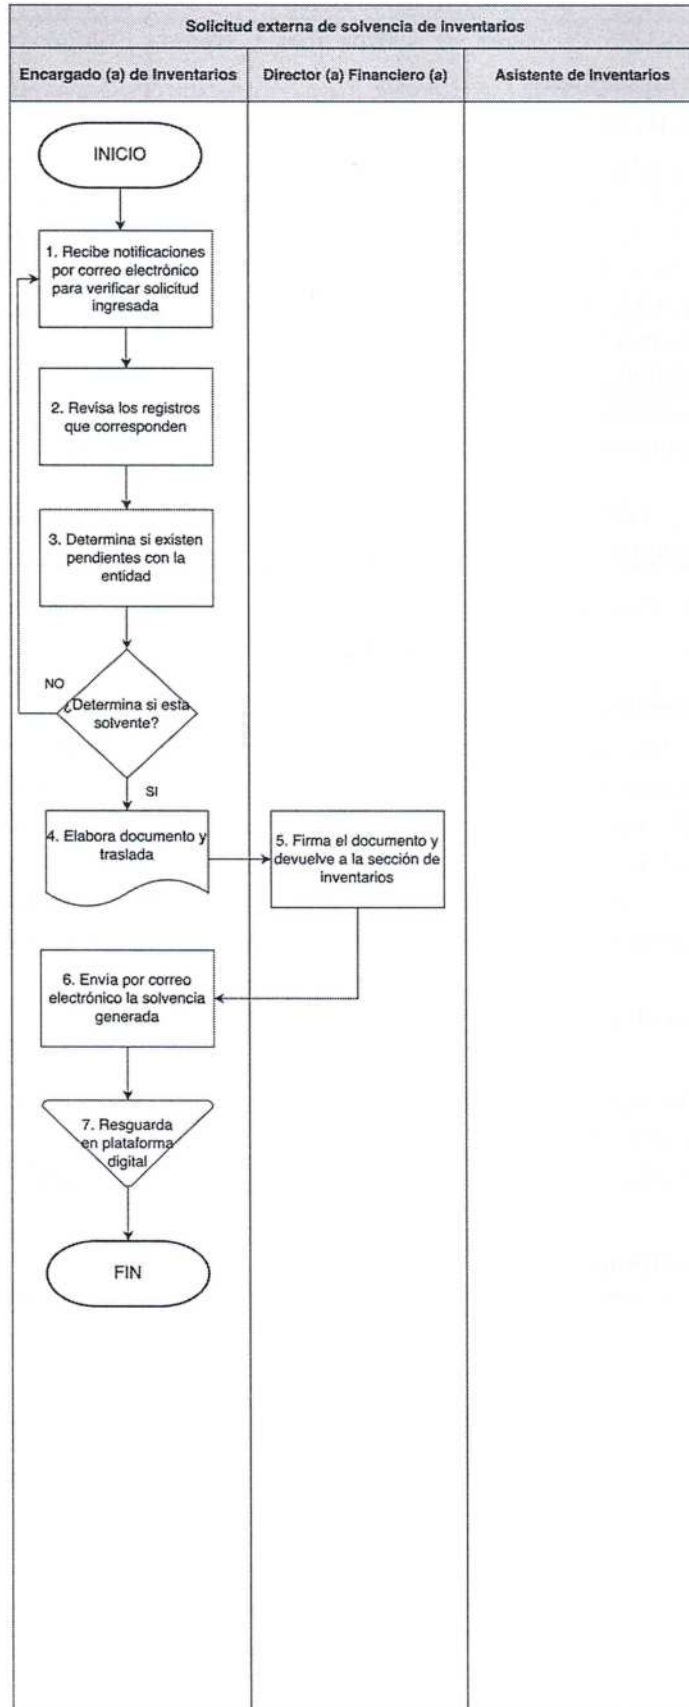 Solicitud externa de solvencia de inventarios
Encargado (a) de Inventarios
Director (a) Financiero (a)
Asistente de Inventarios
INICIO
1. Recibe notificaciones
por correo electrónico
para verificar solicitud
ingresada
2. Revisa los registros
que corresponden
3. Determina si existen
pendientes con la
entidad
NO
¿Determina si esta
solvente?
SI
4. Elabora documento y
traslada
5. Firma el documento y
devuelve a la sección de
inventarios
6. Envia por correo
electrónico la solvencia
generada
7. Resguarda
en plataforma
digital
FIN